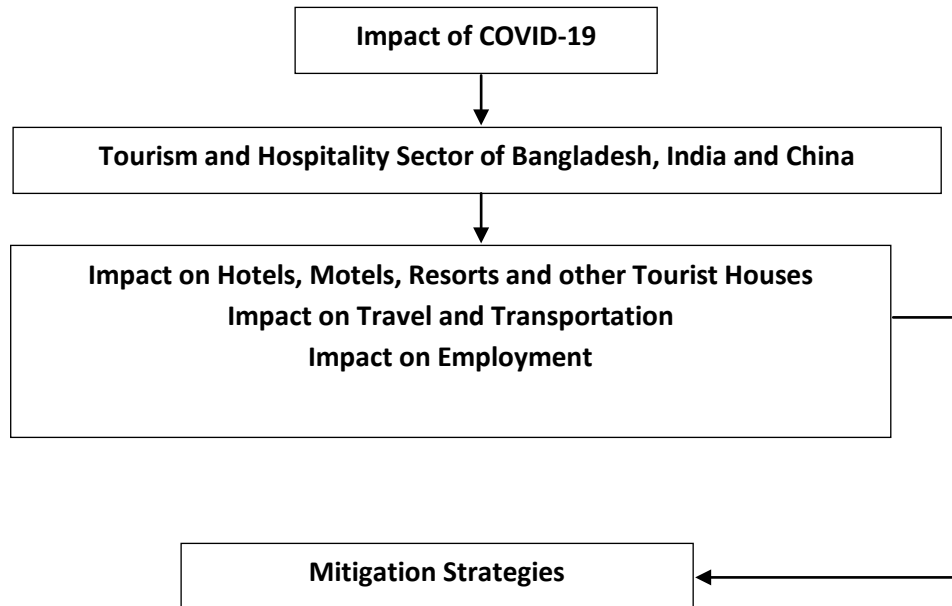 Impact of COVID-19
Tourism and Hospitality Sector of Bangladesh, India and China
Impact on Hotels, Motels, Resorts and other Tourist Houses
Impact on Travel and Transportation
Impact on Employment
Mitigation Strategies